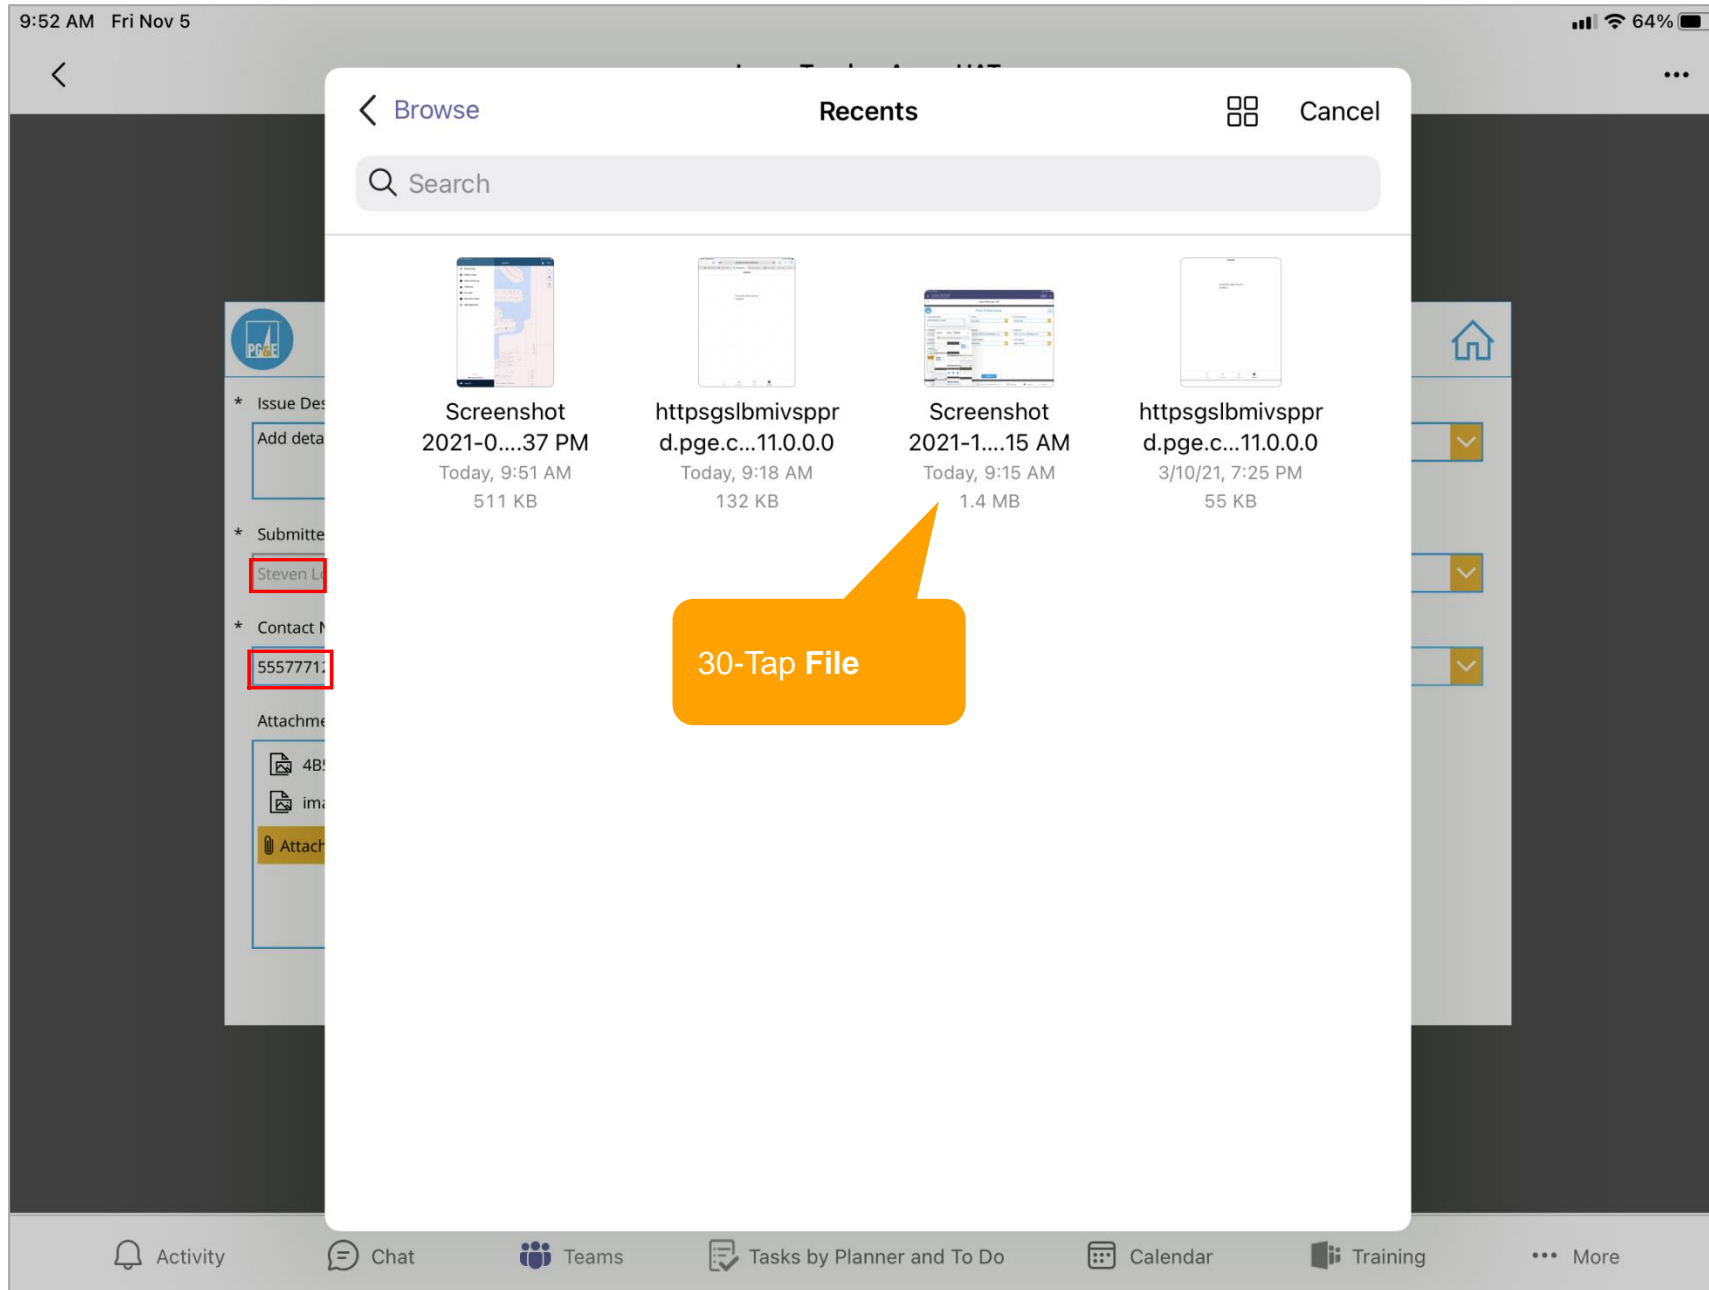 9:52 AM Fri Nov 5
64%
Browse
Recents
Cancel
Search
Screenshot
2021-0....37 PM
Today, 9:51 AM
511 KB
httpsgslbmivsppr
d.pge.c...11.0.0.0
Today, 9:18 AM
132 KB
Screenshot
2021-1....15 AM
Today, 9:15 AM
1.4 MB
httpsgslbmivsppr
d.pge.c...11.0.0.0
3/10/21, 7:25 PM
55 KB
PG&E
* Issue Des
Add deta
* Submitte
Steven
* Contact
5557771
Attachme
4B
ima
Attach
30-Tap File
Activity
Chat
Teams
Tasks by Planner and To Do
Calendar
Training
More